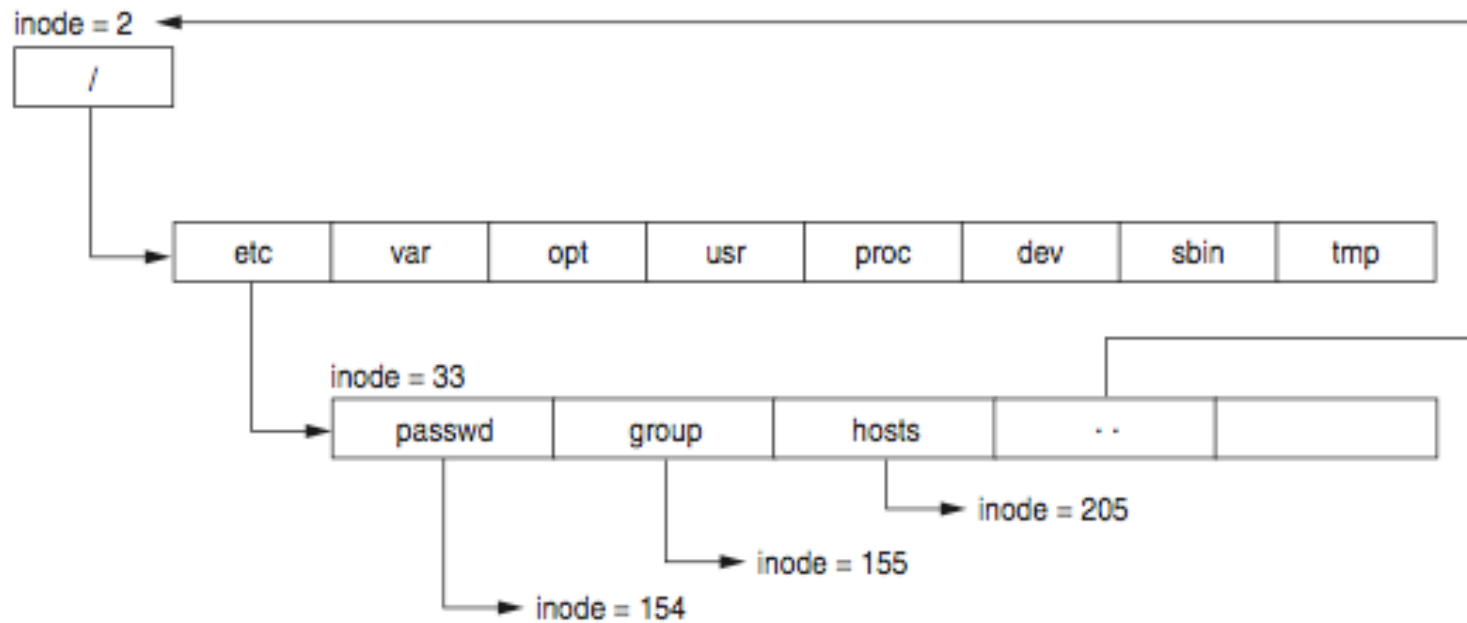 inode = 2
/
etc var opt usr proc dev sbin tmp
inode = 33
passwd group hosts . .
inode = 205
inode = 155
inode = 154